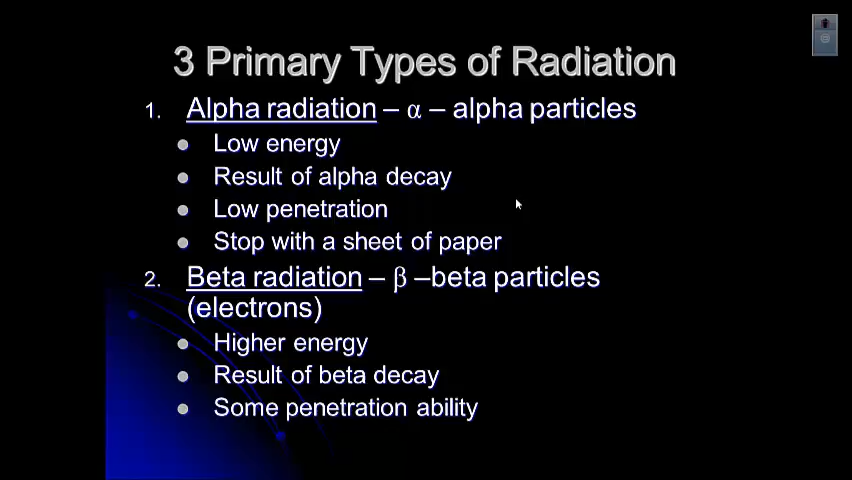 3 Primary Types of Radiation
1. Alpha radiation – α – alpha particles
Low energy
Result of alpha decay
Low penetration
Stop with a sheet of paper
2. Beta radiation – β –beta particles
(electrons)
Higher energy
Result of beta decay
Some penetration ability